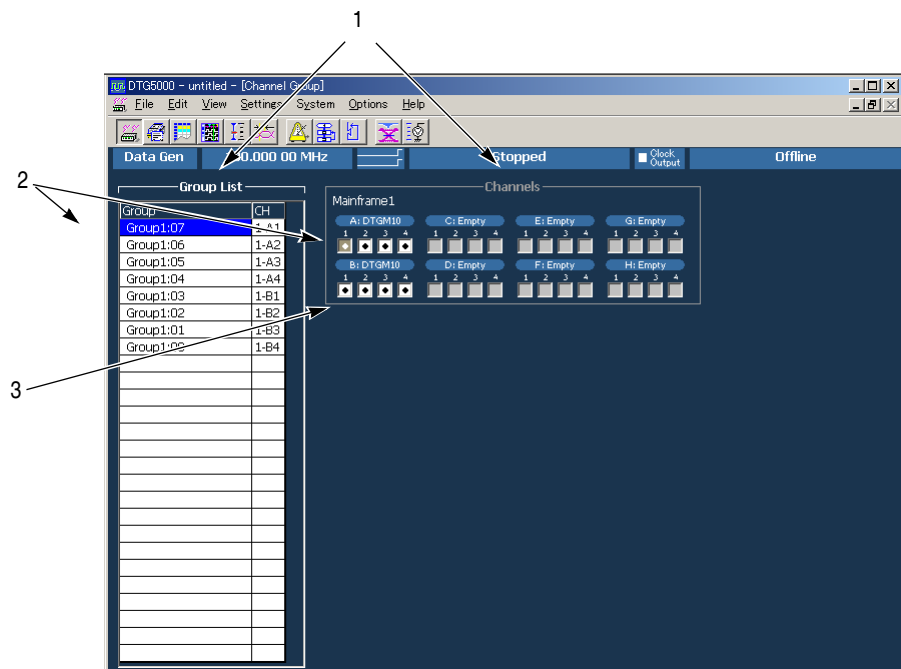 1
DTG5000 - untitled - [Channel Group]
File Edit View Settings System Options Help
Data Gen 00.000 00 MHz Stopped Clock Output Offline
2
Group List
Channels
Group CH
Mainframe1
Group1:07 1-A1
Group1:06 1-A2
Group1:05 1-A3
Group1:04 1-A4
Group1:03 1-B1
Group1:02 1-B2
Group1:01 1-B3
1-B4
A: DTGM10 C: Empty E: Empty G: Empty
1 2 3 4 1 2 3 4 1 2 3 4 1 2 3 4
B: DTGM10 D: Empty F: Empty H: Empty
1 2 3 4 1 2 3 4 1 2 3 4 1 2 3 4
3